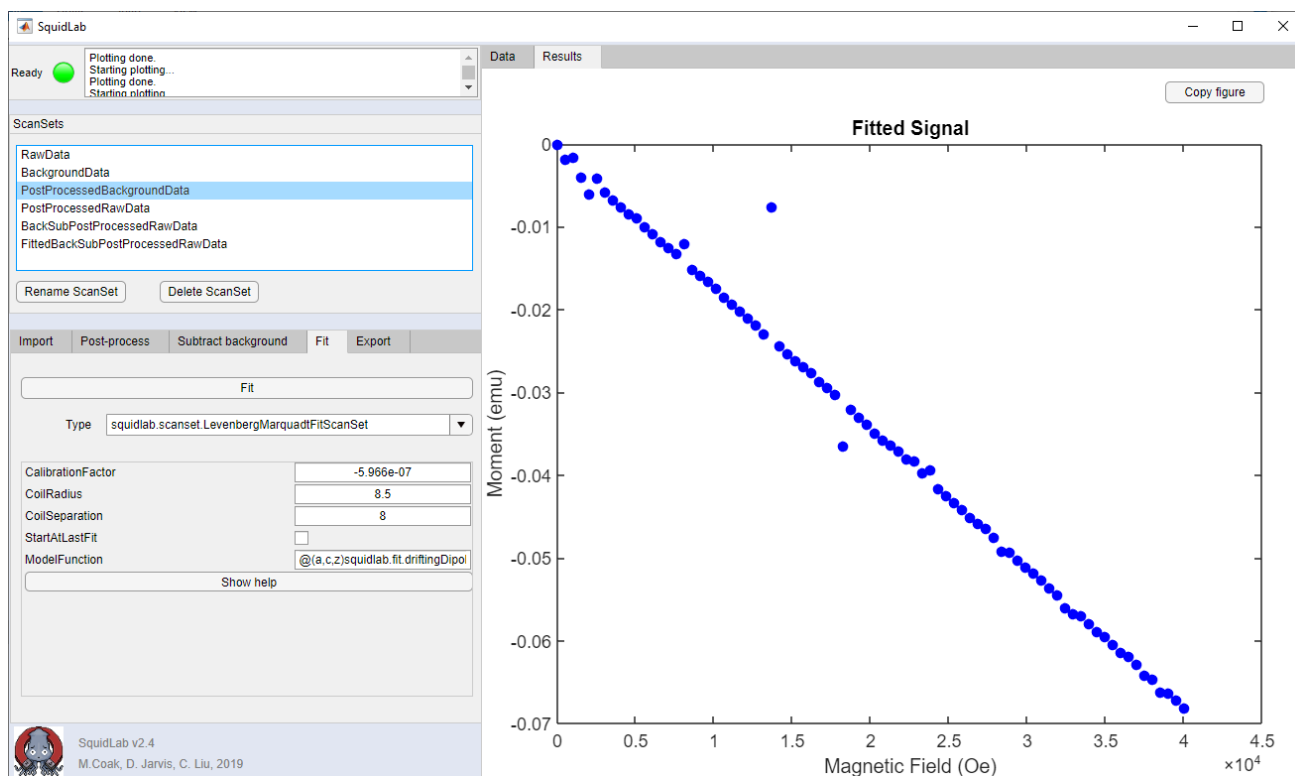 SquidLab
Ready
Plotting done.
Starting plotting...
Plotting done.
Starting plotting
ScanSets
RawData
BackgroundData
PostProcessedBackgroundData
PostProcessedRawData
BackSubPostProcessedRawData
FittedBackSubPostProcessedRawData
Rename ScanSet Delete ScanSet
Import Post-process Subtract background Fit Export
Fit
Type squidlab.scanset.LevenbergMarquadtFitScanSet
CalibrationFactor -5.966e-07
CoilRadius 8.5
CoilSeparation 8
StartAtLastFit
ModelFunction @(a,c,z)squidlab.fit.driftingDipol
Show help
SquidLab v2.4
M.Coak, D. Jarvis, C. Liu, 2019
Data Results
Copy figure
Fitted Signal
0
-0.01
-0.02
-0.03
-0.04
-0.05
-0.06
-0.07
Moment (emu)
0 0.5 1 1.5 2 2.5 3 3.5 4 4.5
Magnetic Field (Oe) ×10⁴